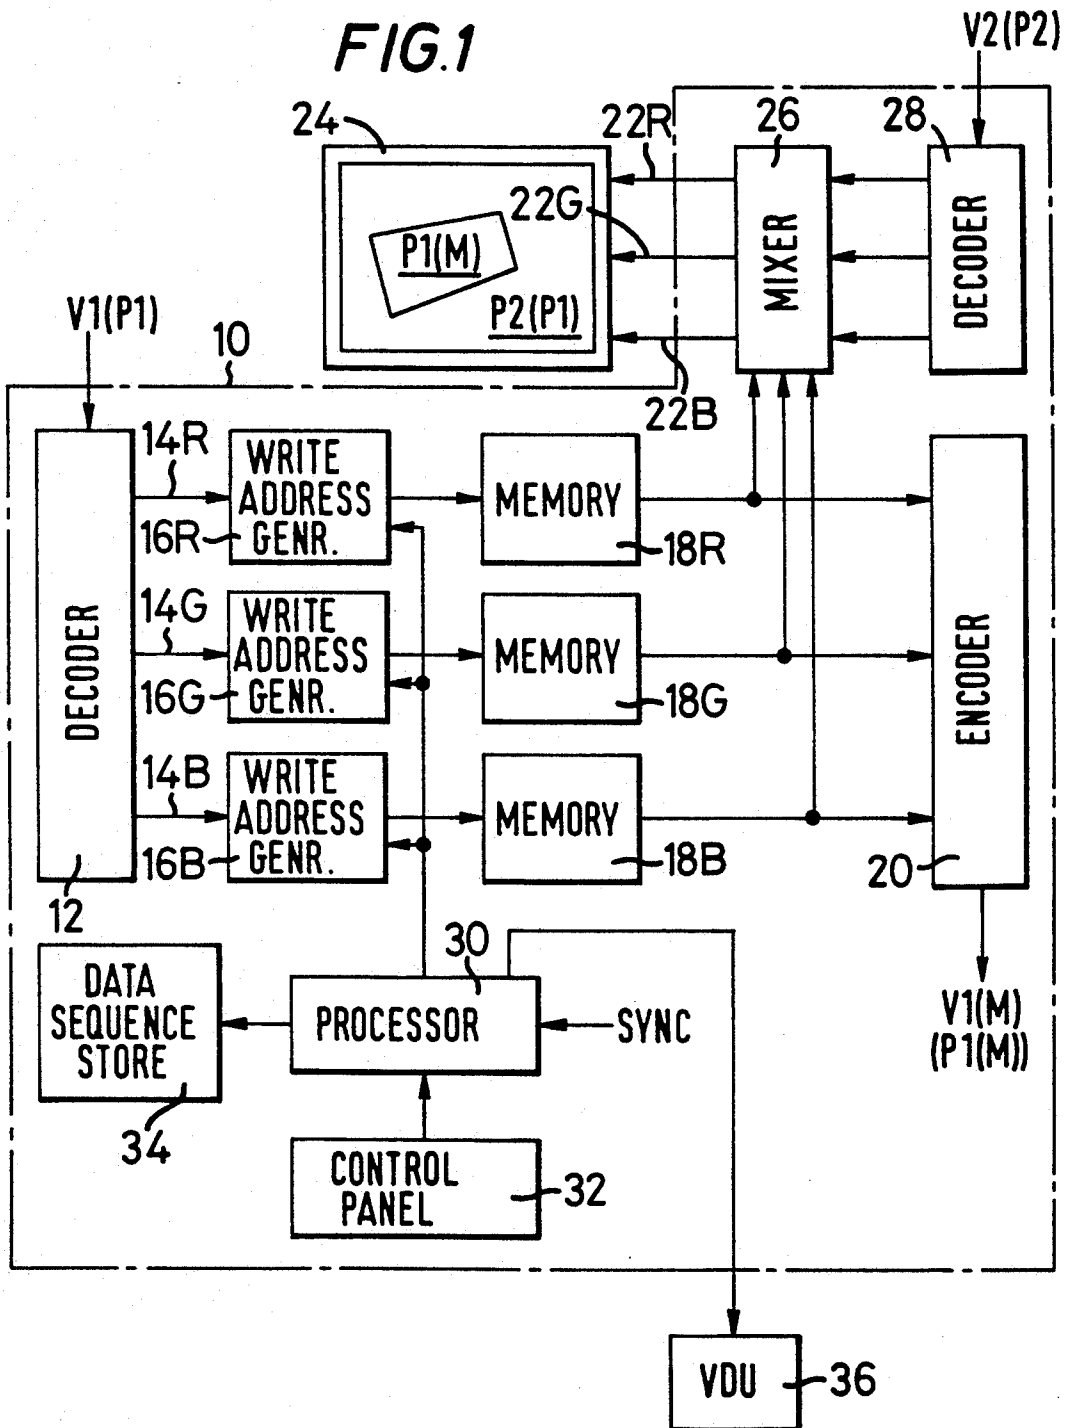 FIG.1
V2(P2)
24
22R
26
28
22G
P1(M)
P2(P1)
MIXER
DECODER
V1(P1)
10
22B
14R
WRITE
ADDRESS
GENR.
16R
MEMORY
18R
14G
WRITE
ADDRESS
GENR.
16G
MEMORY
18G
14B
WRITE
ADDRESS
GENR.
16B
MEMORY
18B
DECODER
12
ENCODER
20
V1(M)
(P1(M))
DATA
SEQUENCE
STORE
34
30
PROCESSOR
SYNC
CONTROL
PANEL
32
VDU
36